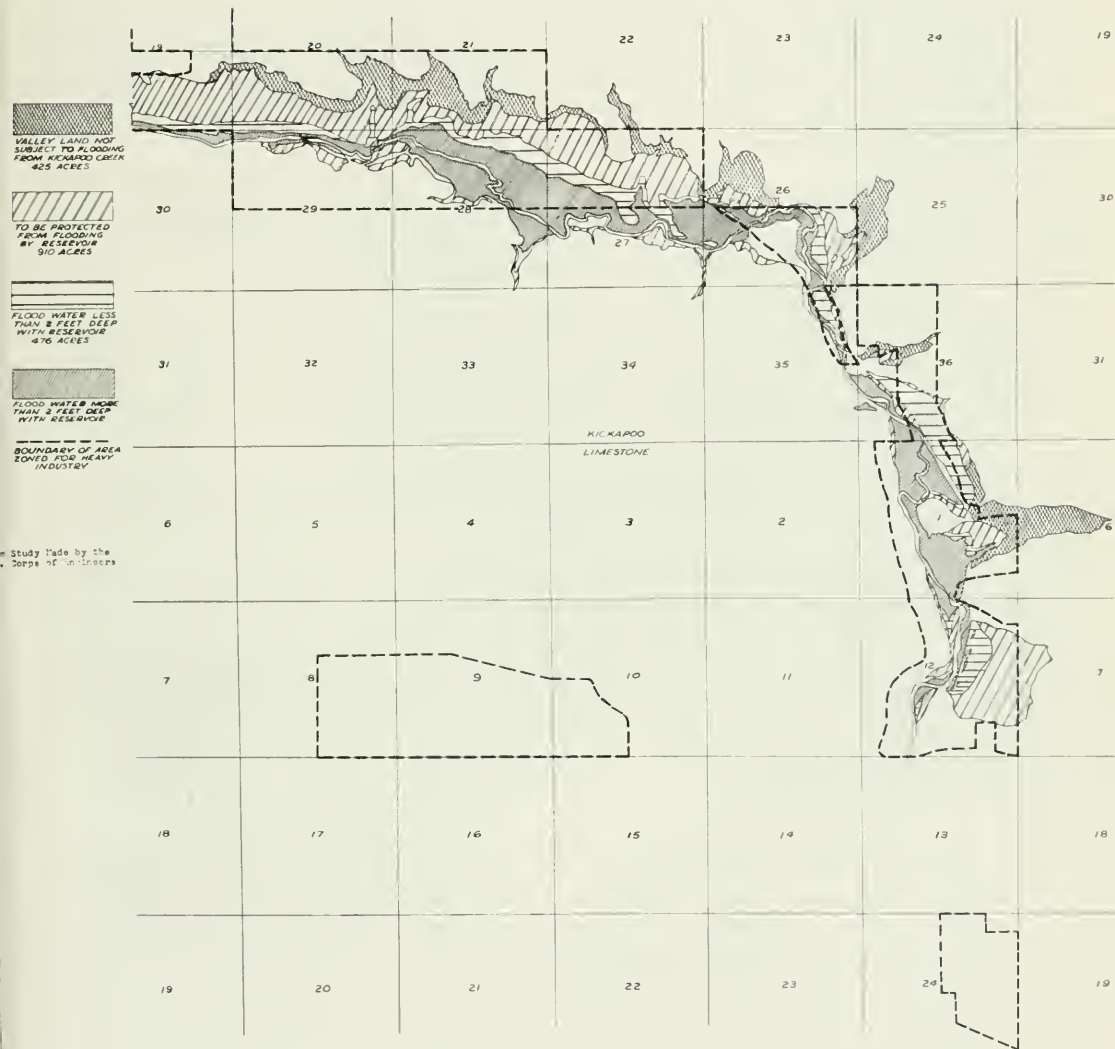 19
20
21
22
23
24
19
VALLEY LAND NOT
SUBJECT TO FLOODING
FROM KICKAPOO CREEK
425 ACRES
TO BE PROTECTED
FROM FLOODING
BY RESERVOIR
910 ACRES
FLOOD WATER LESS
THAN 2 FEET DEEP
WITH RESERVOIR
476 ACRES
FLOOD WATER MORE
THAN 2 FEET DEEP
WITH RESERVOIR
BOUNDARY OF AREA
ZONED FOR HEAVY
INDUSTRY
Study Made by the
Corps of Engineers
30
29
28
27
26
25
30
31
32
33
34
35
36
31
KICKAPOO
LIMESTONE
6
5
4
3
2
1
6
7
8
9
10
11
12
7
18
17
16
15
14
13
18
19
20
21
22
23
24
19